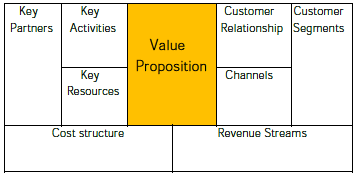 Key
Partners
Key
Activities
Key
Resources
Value
Proposition
Customer
Relationship
Channels
Customer
Segments
Cost structure
Revenue Streams